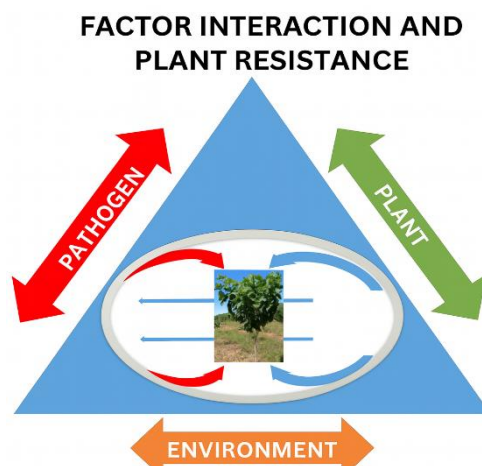 FACTOR INTERACTION AND
PLANT RESISTANCE
PATHOGEN
PLANT
ENVIRONMENT